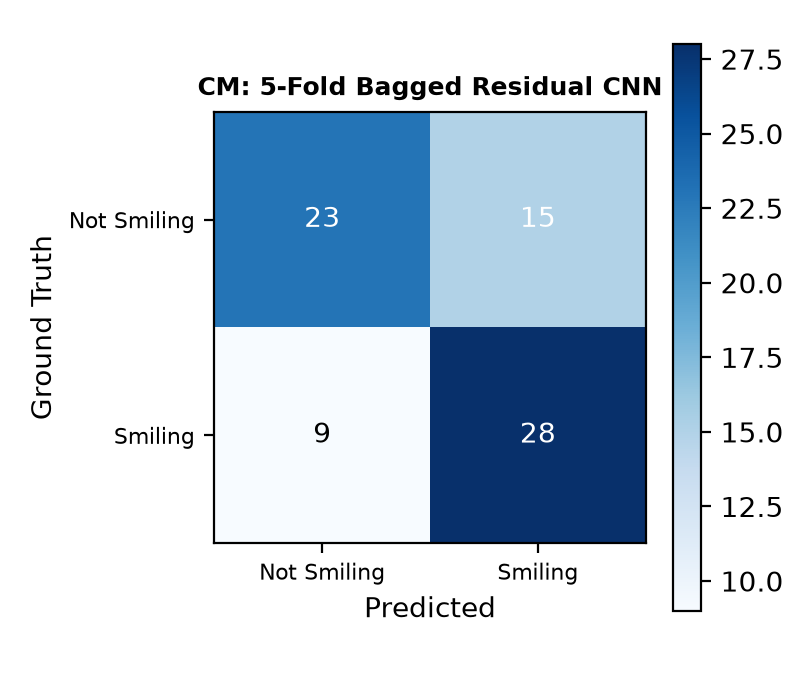 CM: 5-Fold Bagged Residual CNN
27.5
25.0
22.5
20.0
17.5
15.0
12.5
10.0
Ground Truth
Not Smiling
23
15
Smiling
9
28
Not Smiling
Smiling
Predicted